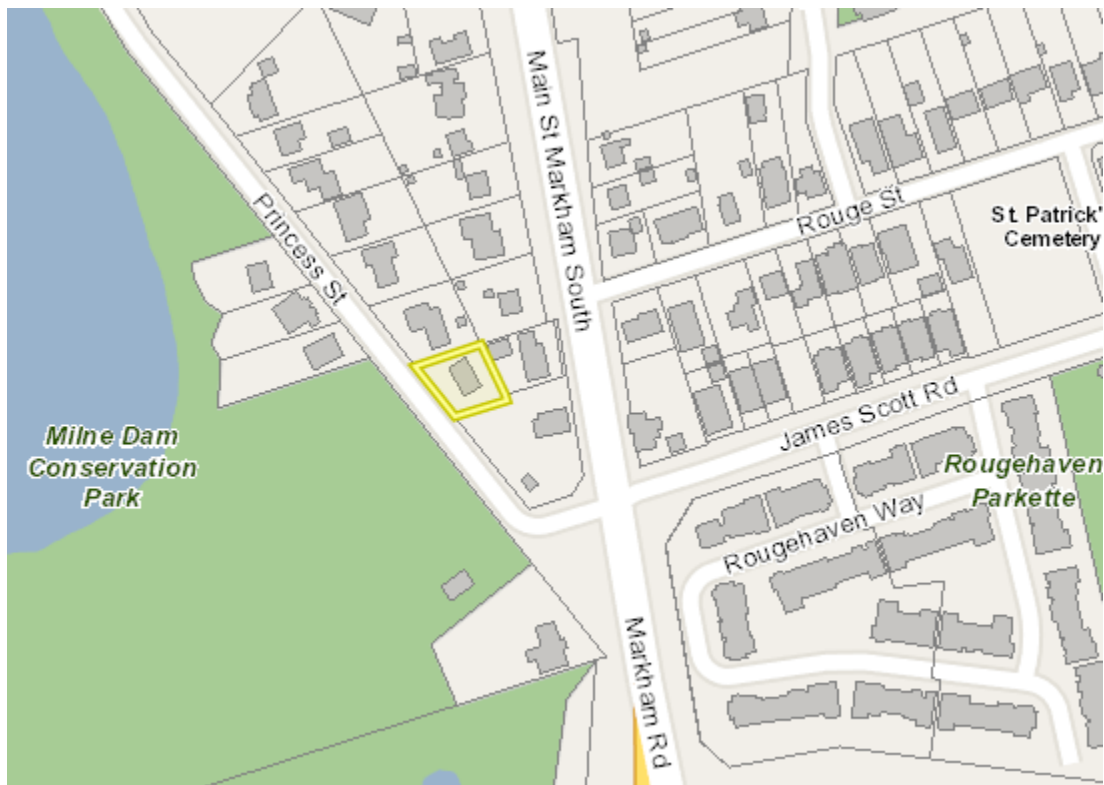 Main St Markham South
Rouge St
St. Patrick'
Cemetery
Princess St
James Scott Rd
Milne Dam
Conservation
Park
Rougehaven
Parkette
Rougehaven Way
Markham Rd